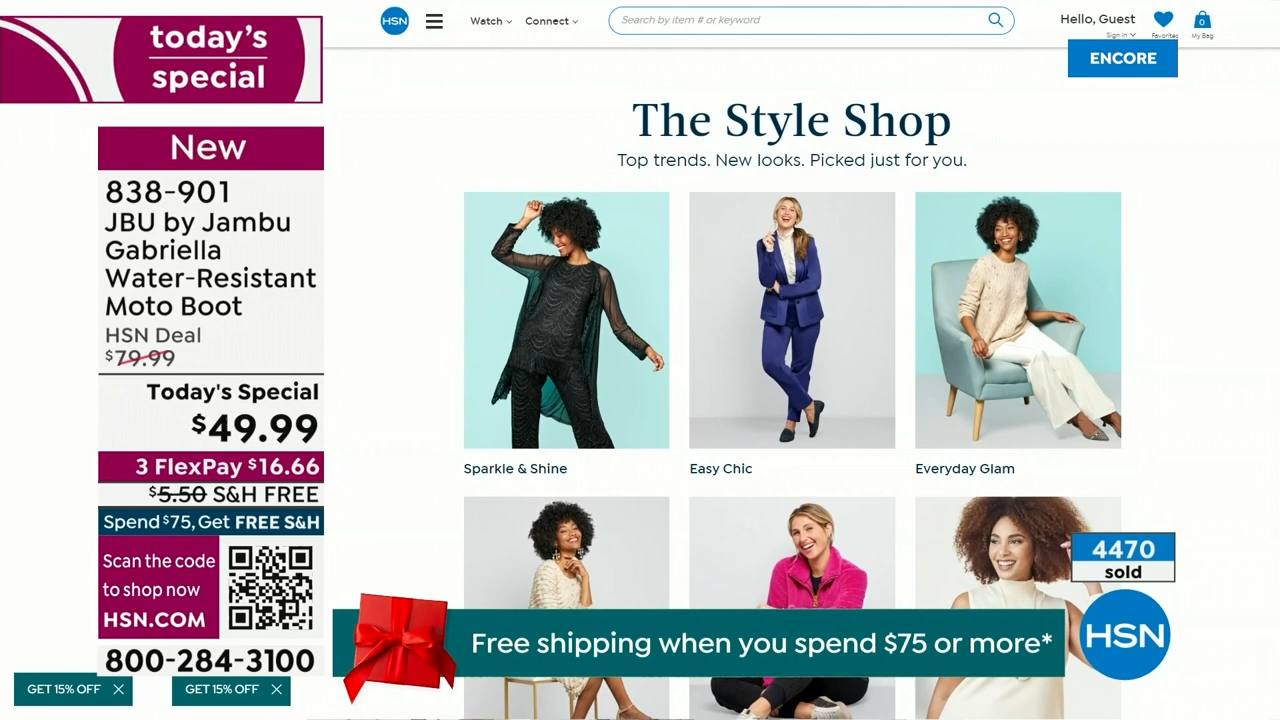 today's
special
New
838-901
JBU by Jambu
Gabriella
Water-Resistant
Moto Boot
HSN Deal
$79.99
Today's Special
$49.99
3 FlexPay $16.66
$5.50 S&H FREE
Spend $75, Get FREE S&H
Scan the code
to shop now
HSN.COM
800-284-3100
GET 15% OFF
GET 15% OFF
HSN
Watch
Connect
Search by item # or keyword
Hello, Guest
Sign In
Favorites
0
My Bag
ENCORE
The Style Shop
Top trends. New looks. Picked just for you.
Sparkle & Shine
Easy Chic
Everyday Glam
4470
sold
Free shipping when you spend $75 or more*
HSN